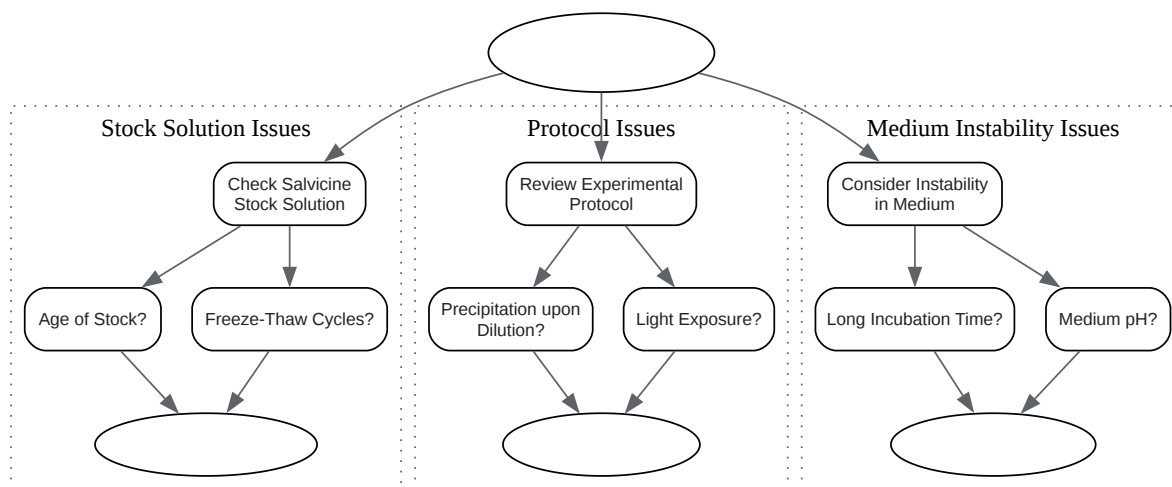 Stock Solution Issues
Protocol Issues
Medium Instability Issues
Check Salvicine
Stock Solution
Review Experimental
Protocol
Consider Instability
in Medium
Age of Stock?
Freeze-Thaw Cycles?
Precipitation upon
Dilution?
Light Exposure?
Long Incubation Time?
Medium pH?